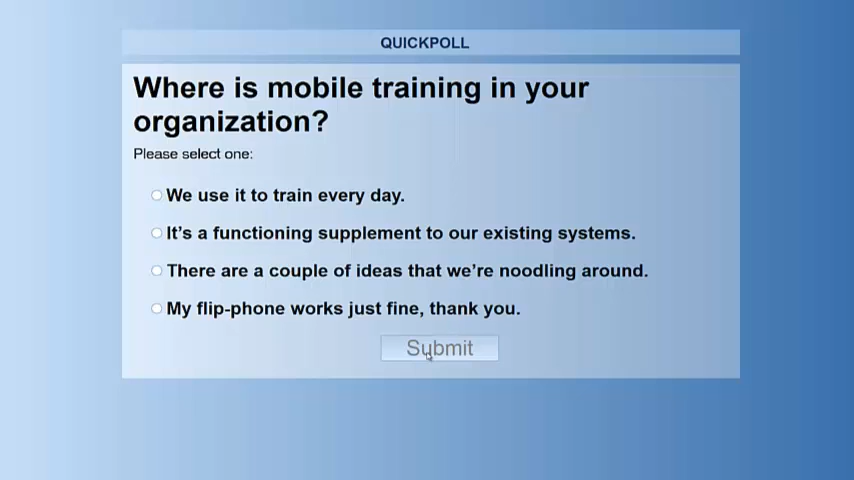 QUICKPOLL
Where is mobile training in your
organization?
Please select one:
We use it to train every day.
It's a functioning supplement to our existing systems.
There are a couple of ideas that we're noodling around.
My flip-phone works just fine, thank you.
Submit